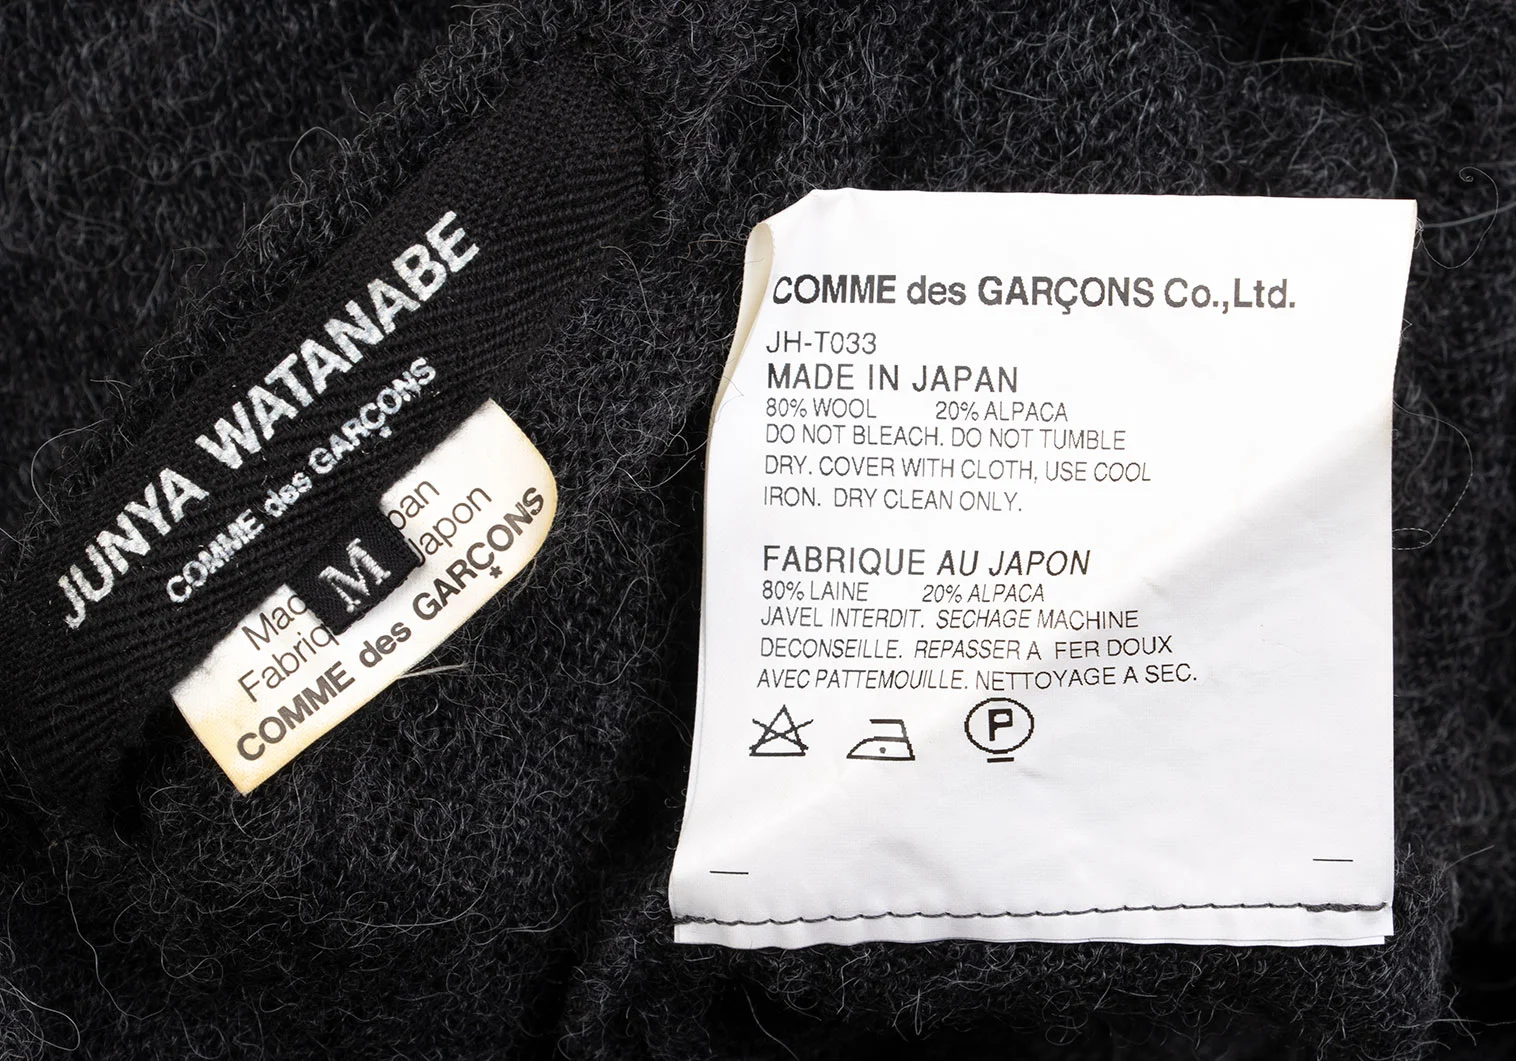 JUNYA WATANABE
COMME des GARÇONS
M
COMME des GARÇONS
COMME des GARÇONS Co.,Ltd.
JH-T033
MADE IN JAPAN
80% WOOL 20% ALPACA
DO NOT BLEACH. DO NOT TUMBLE
DRY. COVER WITH CLOTH, USE COOL
IRON. DRY CLEAN ONLY.
FABRIQUE AU JAPON
80% LAINE 20% ALPACA
JAVEL INTERDIT. SECHAGE MACHINE
DECONSEILLE. REPASSER A FER DOUX
AVEC PATTEMOUILLE. NETTOYAGE A SEC.
P